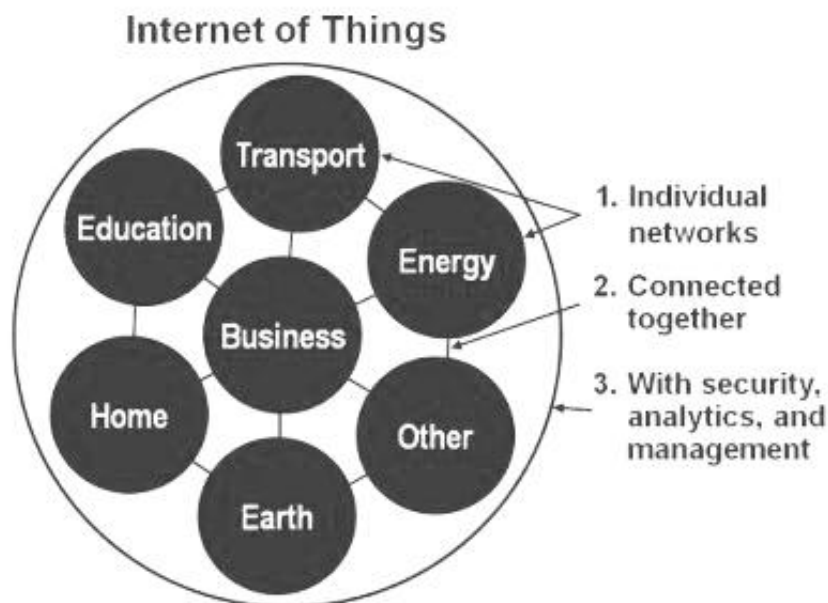 Internet of Things
Transport
Education
Energy
Business
Home
Other
Earth
1. Individual
networks
2. Connected
together
3. With security,
analytics, and
management